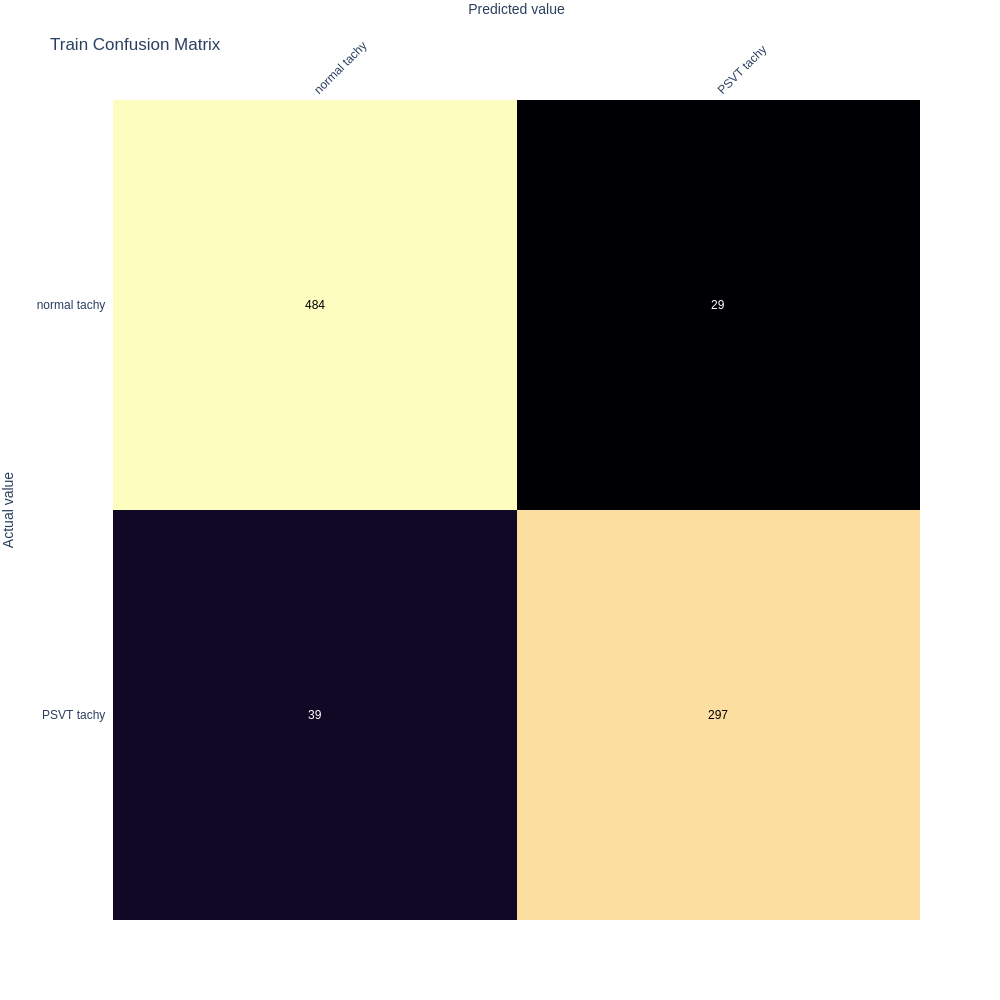 Predicted value
Train Confusion Matrix
normal tachy
PSVT tachy
normal tachy
484
29
Actual value
PSVT tachy
39
297